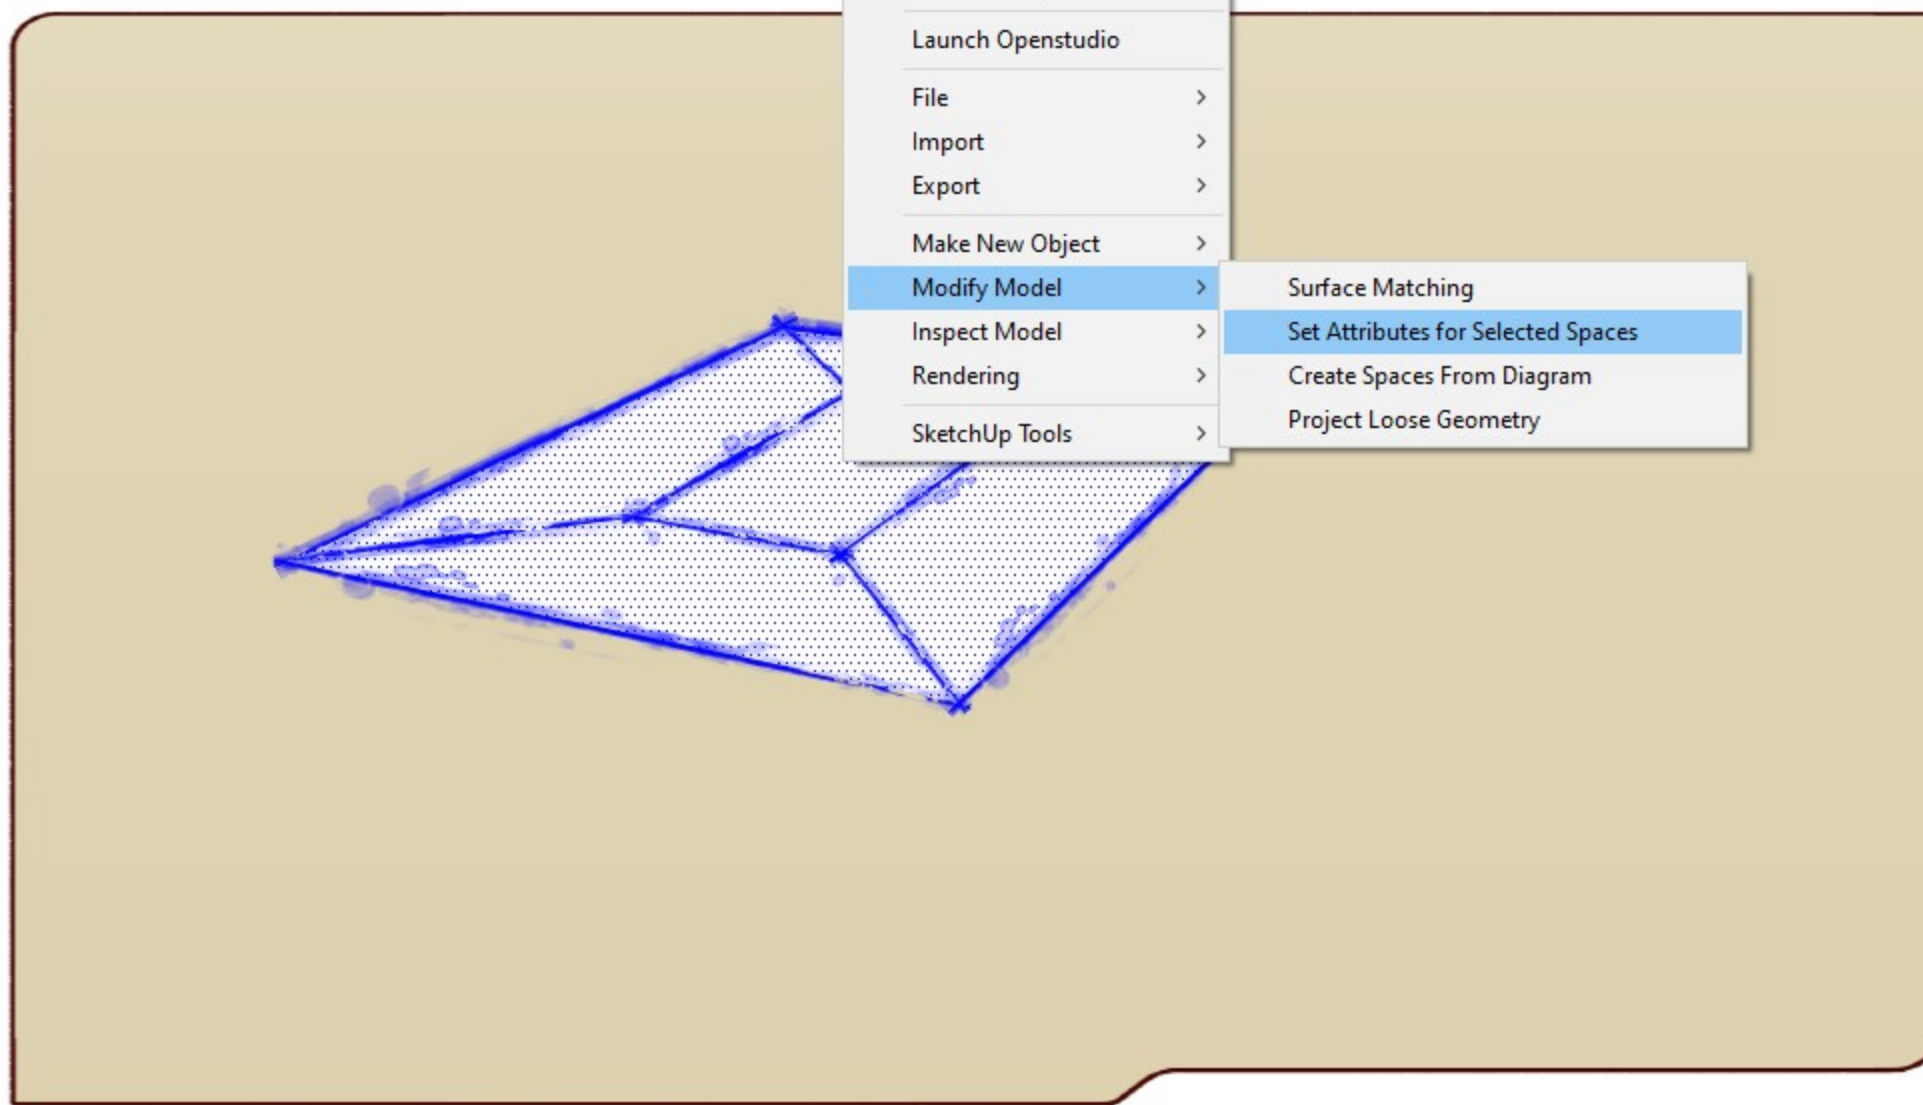 Launch Openstudio
File
Import
Export
Make New Object
Modify Model
Inspect Model
Rendering
SketchUp Tools
Surface Matching
Set Attributes for Selected Spaces
Create Spaces From Diagram
Project Loose Geometry